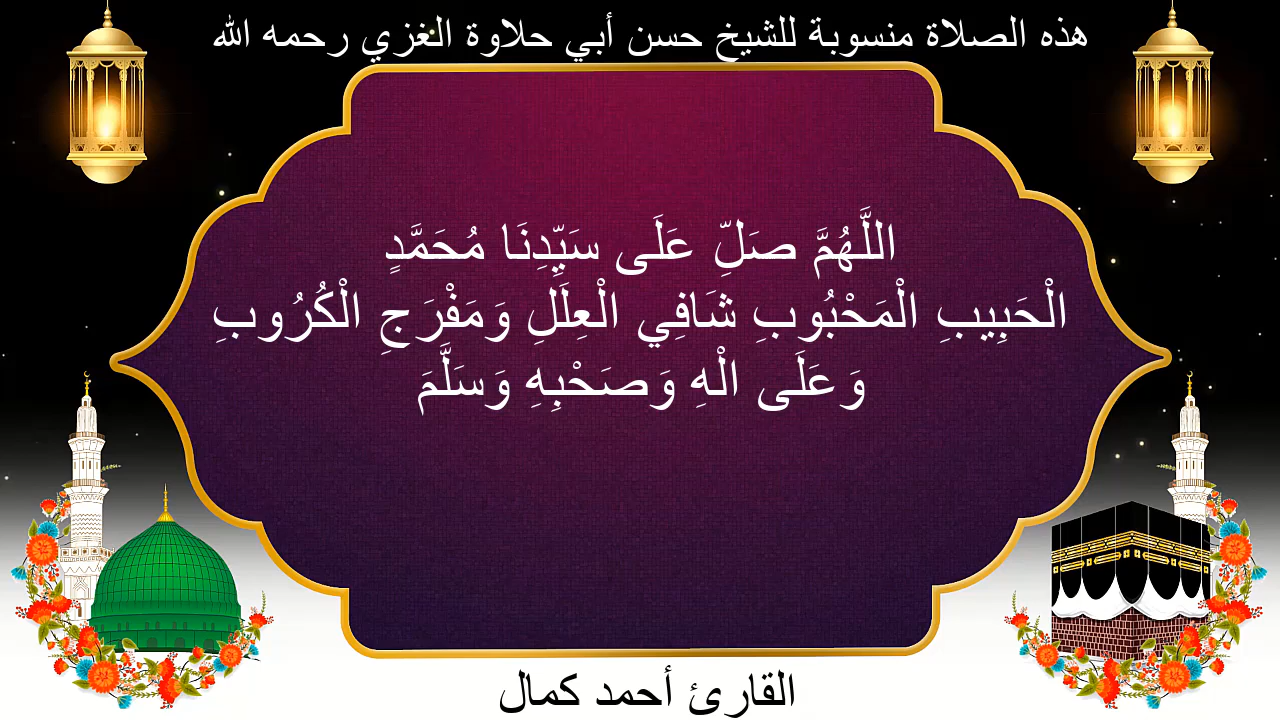 هذه الصلاة منسوبة للشيخ حسن أبي حلاوة الغزي رحمه الله
اللَّهُمَّ صَلِّ عَلَى سَيِّدِنَا مُحَمَّدٍ
الْحَبِيبِ الْمَحْبُوبِ شَافِي الْعِلَلِ وَمَفْرَجِ الْكُرُوبِ
وَعَلَى الْهِ وَصَحْبِهِ وَسَلَّمَ
القارئ أحمد كمال